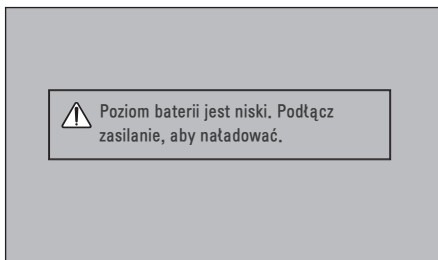 Poziom baterii jest niski. Podłącz
zasilanie, aby naładować.